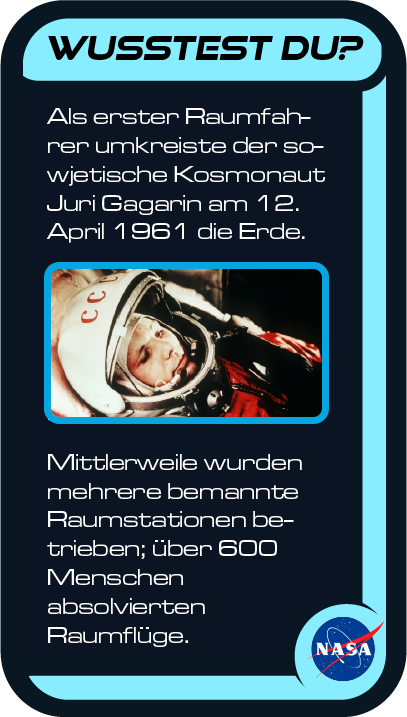 WUSSTEST DU?
Als erster Raumfah-
rer umkreiste der so-
wjetische Kosmonaut
Juri Gagarin am 12.
April 1961 die Erde.
CCC
Mittlerweile wurden
mehrere bemannte
Raumstationen be-
trieben; über 600
Menschen
absolvierten
Raumflüge.
NASA